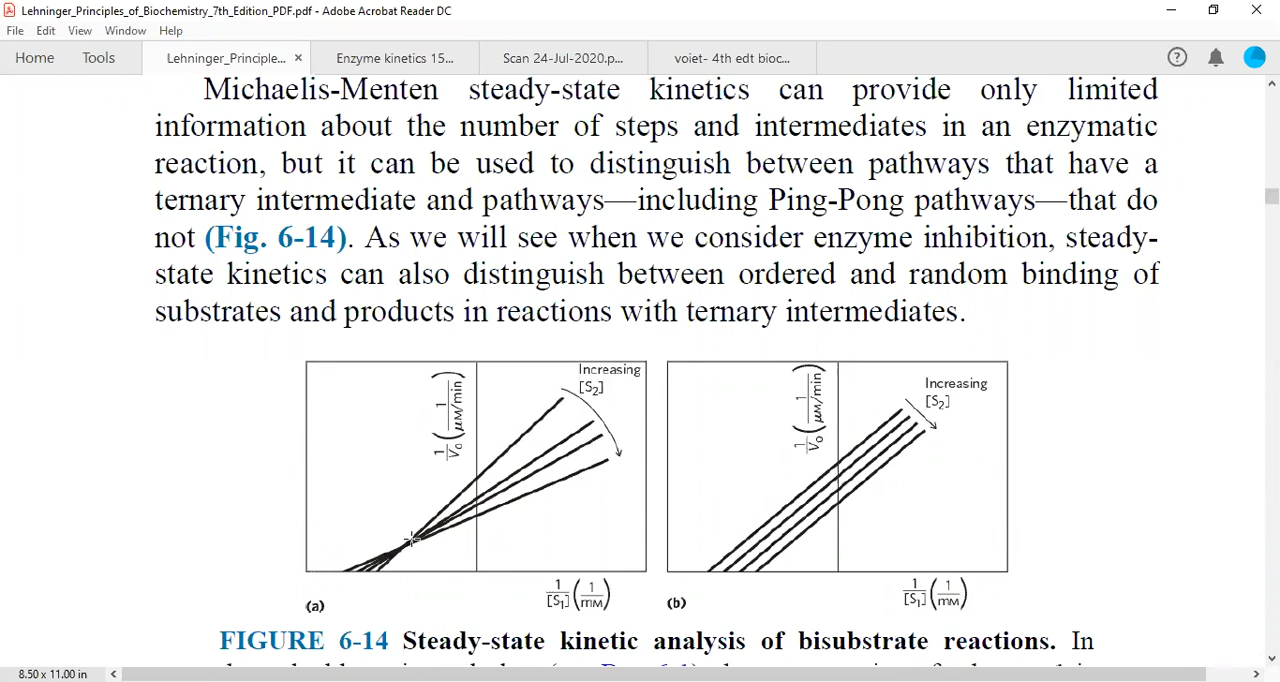 Lehninger_Principles_of_Biochemistry_7th_Edition_PDF.pdf - Adobe Acrobat Reader DC
File Edit View Window Help
Home Tools Lehninger_Principle... × Enzyme kinetics 15... Scan 24-Jul-2020.p... voiet- 4th edt bioc...
Michaelis-Menten steady-state kinetics can provide only limited
information about the number of steps and intermediates in an enzymatic
reaction, but it can be used to distinguish between pathways that have a
ternary intermediate and pathways—including Ping-Pong pathways—that do
not (Fig. 6-14). As we will see when we consider enzyme inhibition, steady-
state kinetics can also distinguish between ordered and random binding of
substrates and products in reactions with ternary intermediates.
Increasing
[S₂]
1/V₀ (1/μM/min)
1/[S₁] (1/mM)
(a)
Increasing
[S₂]
1/V₀ (1/μM/min)
1/[S₁] (1/mM)
(b)
FIGURE 6-14 Steady-state kinetic analysis of bisubstrate reactions. In
8.50 x 11.00 in